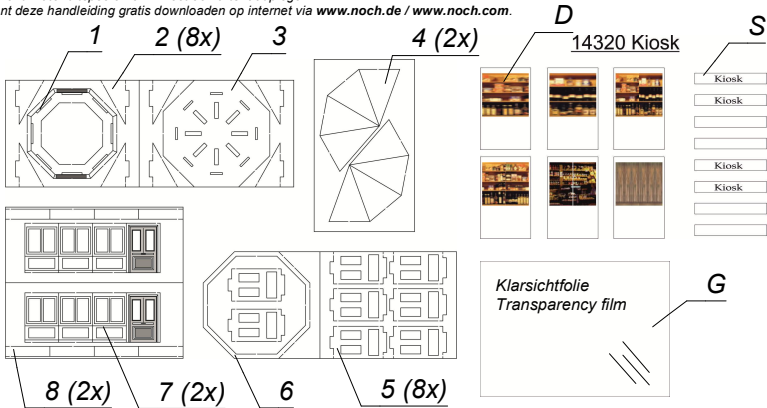 nt deze handleiding gratis downloaden op internet via www.noch.de / www.noch.com.
1
2 (8x)
3
4 (2x)
D
14320 Kiosk
S
Kiosk
Kiosk
Kiosk
Kiosk
Klarsichtfolie
Transparency film
G
8 (2x)
7 (2x)
6
5 (8x)